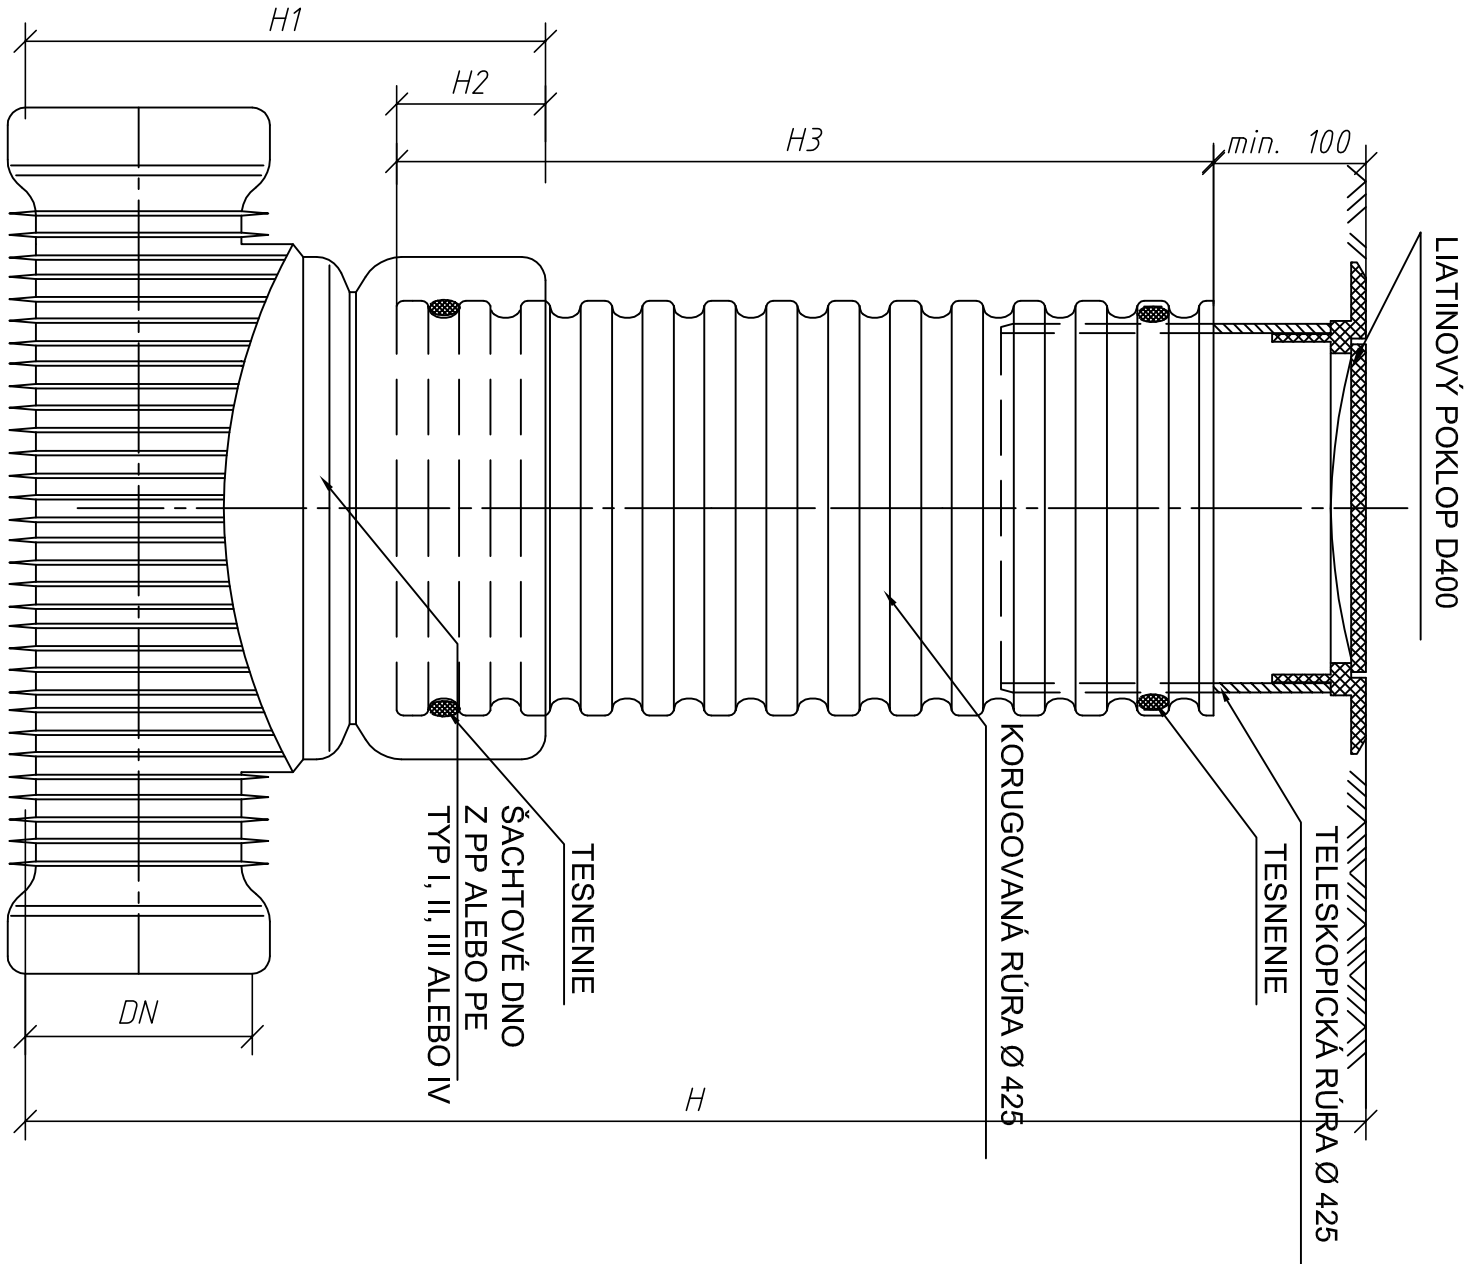 H1
H2
H3
min. 100
LIATINOVÝ POKLOP D400
KORUGOVANÁ RÚRA Ø 425
TELESKOPICKÁ RÚRA Ø 425
TESNENIE
TESNENIE
ŠACHTOVÉ DNO
Z PP ALEBO PE
TYP I, II, III ALEBO IV
DN
H